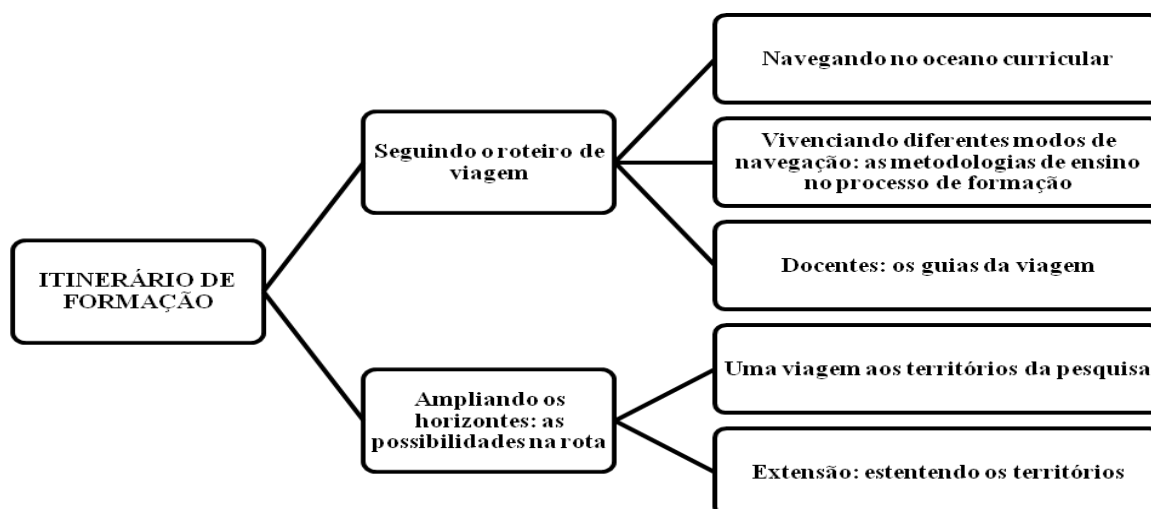 Navegando no oceano curricular
Seguindo o roteiro de
viagem
Vivenciando diferentes modos de
navegação: as metodologias de ensino
no processo de formação
Docentes: os guias da viagem
ITINERÁRIO DE
FORMAÇÃO
Ampliando os
horizontes: as
possibilidades na rota
Uma viagem aos territórios da pesquisa
Extensão: estentendo os territórios